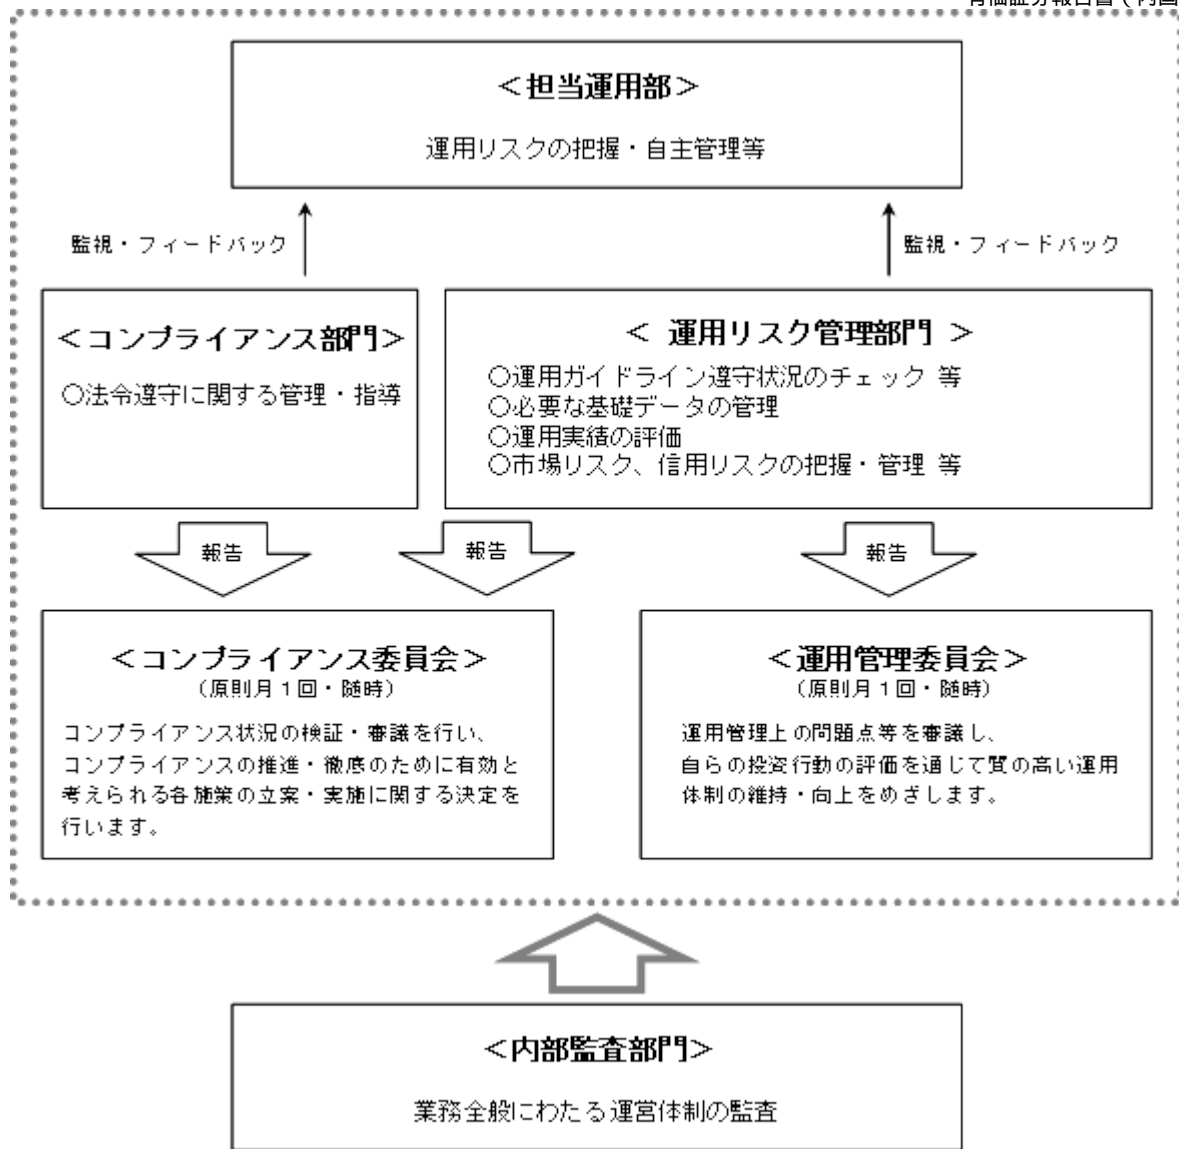 ＜担当運用部＞
運用リスクの把握・自主管理等
監視・フィードバック
監視・フィードバック
＜コンプライアンス部門＞
○法令遵守に関する管理・指導
＜ 運用リスク管理部門 ＞
○運用ガイドライン遵守状況のチェック 等
○必要な基礎データの管理
○運用実績の評価
○市場リスク、信用リスクの把握・管理 等
報告
報告
報告
＜コンプライアンス委員会＞
（原則月１回・随時）
コンプライアンス状況の検証・審議を行い、
コンプライアンスの推進・徹底のために有効と
考えられる各施策の立案・実施に関する決定を
行います。
＜運用管理委員会＞
（原則月１回・随時）
運用管理上の問題点等を審議し、
自らの投資行動の評価を通じて質の高い運用
体制の維持・向上をめざします。
＜内部監査部門＞
業務全般にわたる運営体制の監査